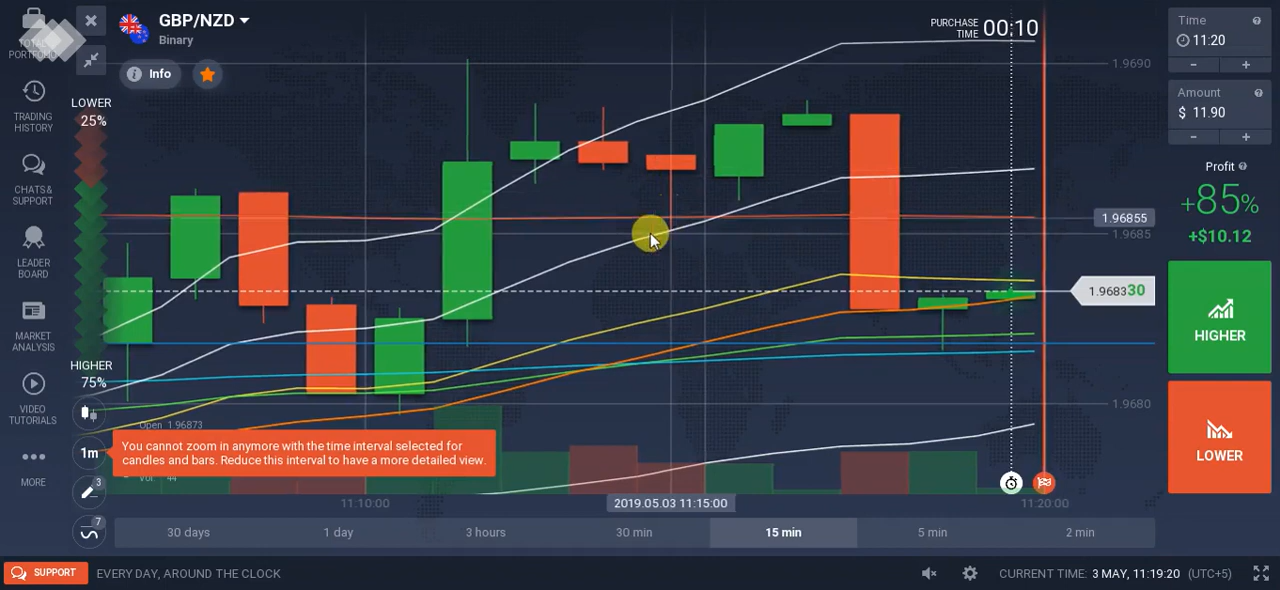 TOTAL
PORTFOLIO
TRADING
HISTORY
CHATS &
SUPPORT
LEADER
BOARD
MARKET
ANALYSIS
VIDEO
TUTORIALS
MORE
GBP/NZD
Binary
Info
LOWER
25%
HIGHER
75%
PURCHASE
TIME
00:10
1.9690
1.96855
1.9685
1.968330
1.9680
Open 1.96873
You cannot zoom in anymore with the time interval selected for
candles and bars. Reduce this interval to have a more detailed view.
Vol. 44
1m
3
7
11:10:00
2019.05.03 11:15:00
11:20:00
30 days
1 day
3 hours
30 min
15 min
5 min
2 min
Time
11:20
-
+
Amount
$ 11.90
-
+
Profit
+85%
+$10.12
HIGHER
LOWER
SUPPORT
EVERY DAY, AROUND THE CLOCK
CURRENT TIME: 3 MAY, 11:19:20 (UTC+5)